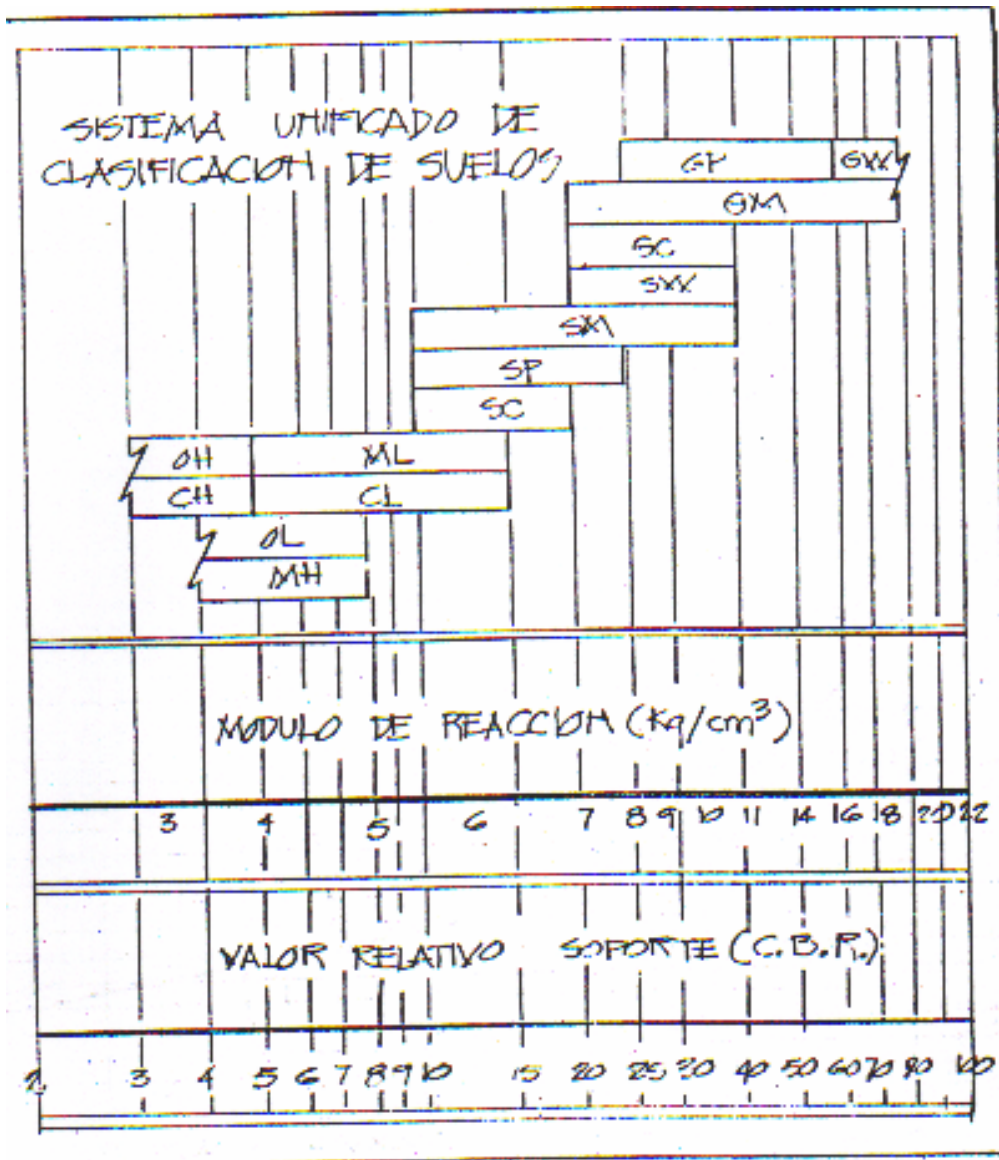 SISTEMA UNIFICADO DE
CLASIFICACION DE SUELOS
GP GW
GM
SC
SW
SM
SP
SC
OH ML
CH CL
OL
MH
MODULO DE REACCION (Kg/cm³)
3 4 5 6 7 8 9 10 11 14 16 18 20 22
VALOR RELATIVO SOPORTE (C.B.R.)
2 3 4 5 6 7 8 9 10 15 20 25 30 40 50 60 70 80 100